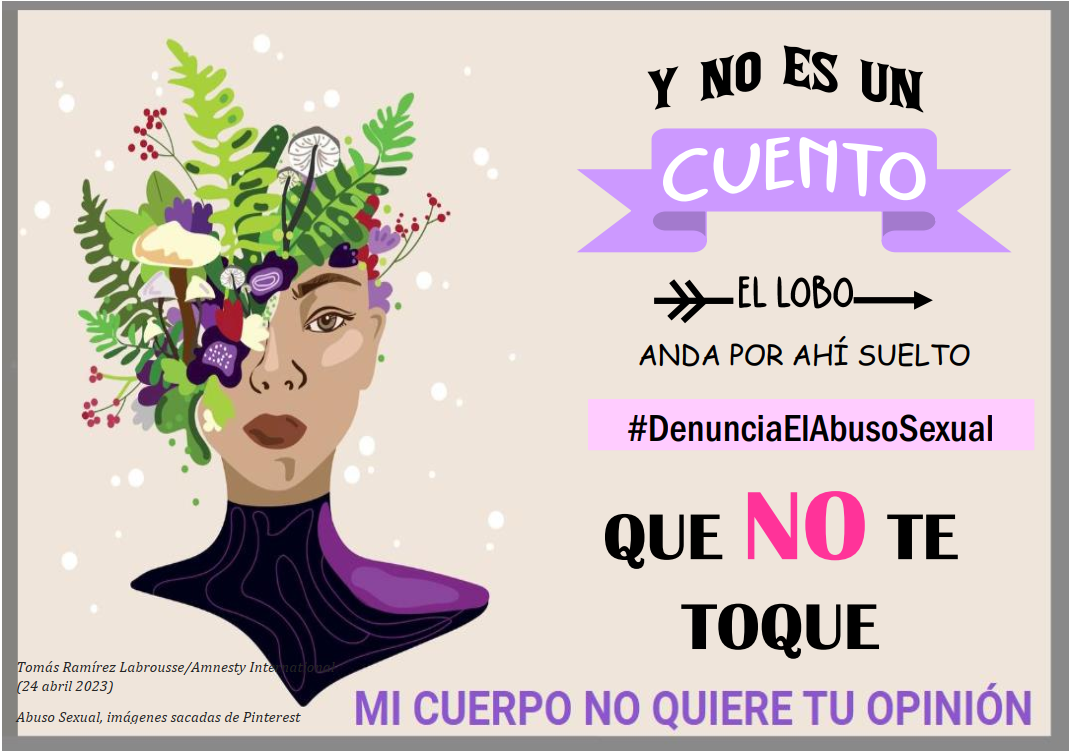 Y NO ES UN
CUENTO
EL LOBO
ANDA POR AHÍ SUELTO
#DenunciaElAbusoSexual
QUE NO TE
TOQUE
Tomás Ramírez Labrousse/Amnesty International
(24 abril 2023)
Abuso Sexual, imágenes sacadas de Pinterest
MI CUERPO NO QUIERE TU OPINIÓN